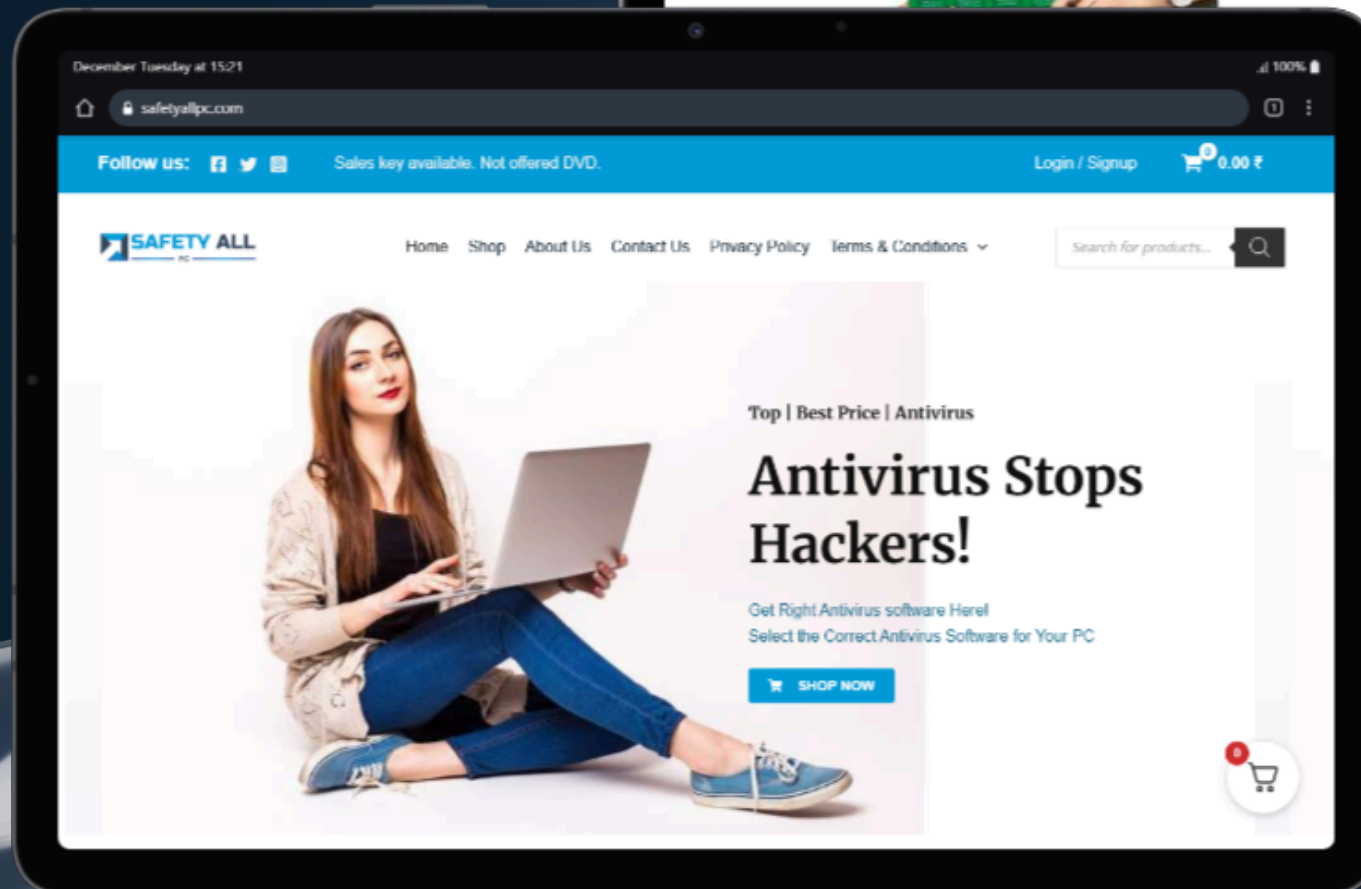 December Tuesday at 15:21
100%
safetyallpc.com
1
Follow us:
Sales key available. Not offered DVD.
Login / Signup
0
0.00 ₹
SAFETY ALL
PC
Home Shop About Us Contact Us Privacy Policy Terms & Conditions
Search for products...
Top | Best Price | Antivirus
Antivirus Stops
Hackers!
Get Right Antivirus software Here!
Select the Correct Antivirus Software for Your PC
SHOP NOW
0